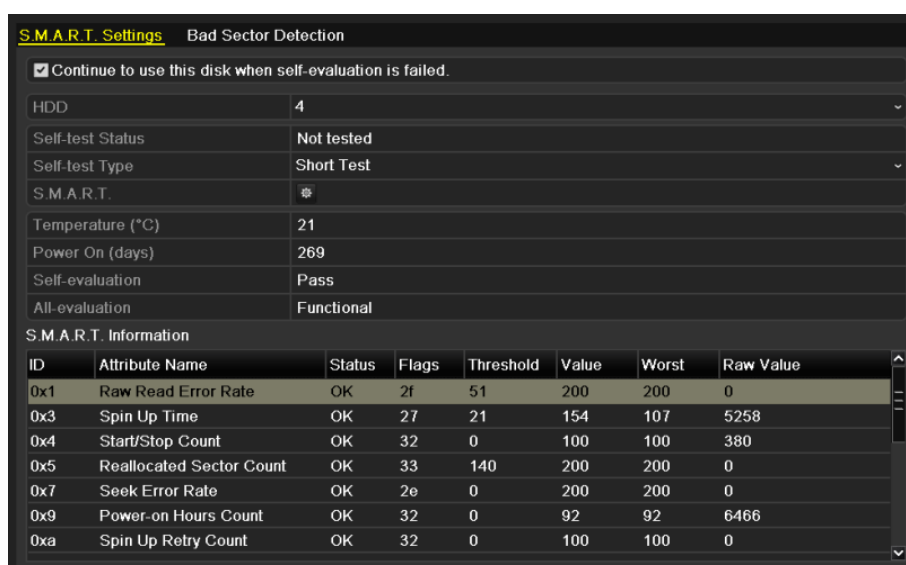 S.M.A.R.T. Settings Bad Sector Detection
Continue to use this disk when self-evaluation is failed.
HDD 4
Self-test Status Not tested
Self-test Type Short Test
S.M.A.R.T.
Temperature (°C) 21
Power On (days) 269
Self-evaluation Pass
All-evaluation Functional
S.M.A.R.T. Information
ID Attribute Name Status Flags Threshold Value Worst Raw Value
0x1 Raw Read Error Rate OK 2f 51 200 200 0
0x3 Spin Up Time OK 27 21 154 107 5258
0x4 Start/Stop Count OK 32 0 100 100 380
0x5 Reallocated Sector Count OK 33 140 200 200 0
0x7 Seek Error Rate OK 2e 0 200 200 0
0x9 Power-on Hours Count OK 32 0 92 92 6466
0xa Spin Up Retry Count OK 32 0 100 100 0